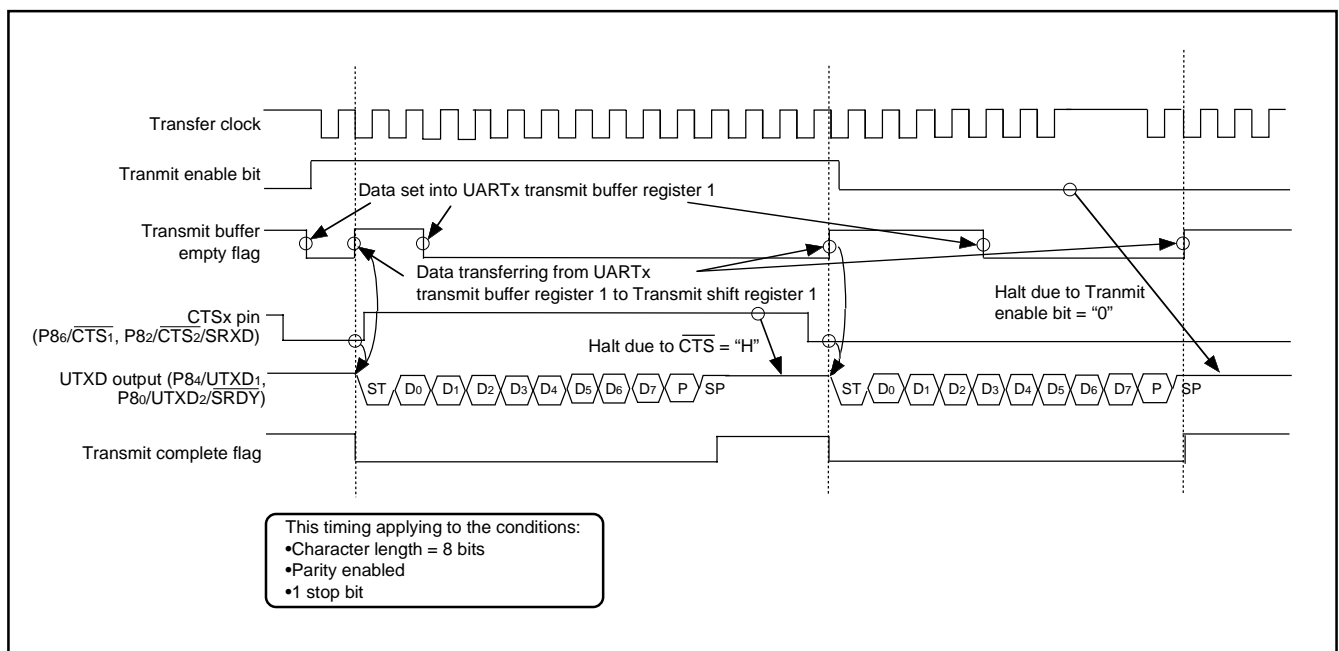 Transfer clock
Tranmit enable bit
Data set into UARTx transmit buffer register 1
Transmit buffer
empty flag
Data transferring from UARTx
transmit buffer register 1 to Transmit shift register 1
Halt due to Tranmit
enable bit = “0”
CTSx pin
(P86/CTS1, P82/CTS2/SRXD)
Halt due to CTS = “H”
UTXD output (P84/UTXD1,
P80/UTXD2/SRDY)
ST D0 D1 D2 D3 D4 D5 D6 D7 P SP
ST D0 D1 D2 D3 D4 D5 D6 D7 P SP
Transmit complete flag
This timing applying to the conditions:
•Character length = 8 bits
•Parity enabled
•1 stop bit